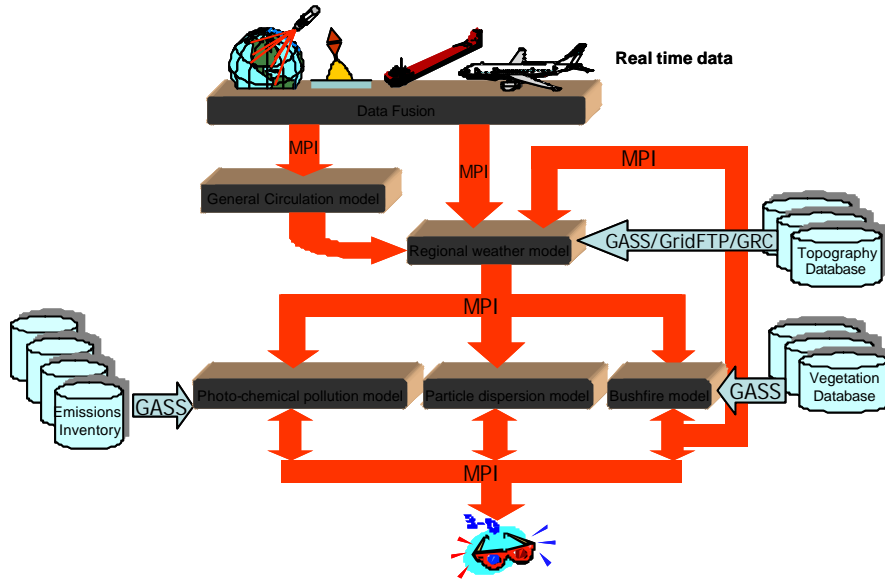 Real time data
Data Fusion
MPI
MPI
MPI
General Circulation model
Regional weather model
GASS/GridFTP/GRC
Topography
Database
MPI
Photo-chemical pollution model
Particle dispersion model
Bushfire model
GASS
Vegetation
Database
Emissions
Inventory
GASS
MPI
3-D